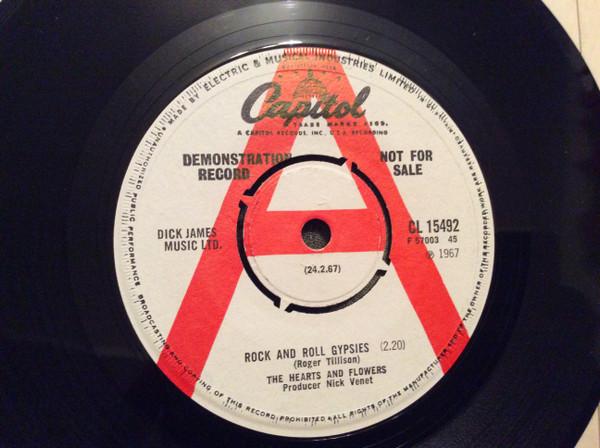 MADE BY ELECTRIC & MUSICAL INDUSTRIES LIMITED
Capitol
TRADE MARKS REG.
A CAPITOL RECORDS, INC., U.S.A. RECORDING
DEMONSTRATION
RECORD
NOT FOR
SALE
DICK JAMES
MUSIC LTD.
CL 15492
F 57003 45
℗ 1967
(24.2.67)
ROCK AND ROLL GYPSIES (2.20)
(Roger Tillison)
THE HEARTS AND FLOWERS
Producer Nick Venet
UNAUTHORIZED PUBLIC PERFORMANCE, BROADCASTING AND COPYING OF THIS RECORD PROHIBITED. ALL RIGHTS OF THE MANUFACTURER AND OF THE OWNER OF THE RECORDED WORK